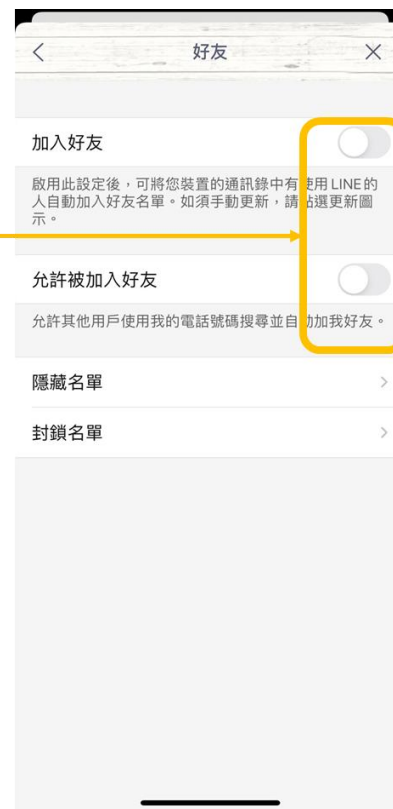 好友
加入好友
啟用此設定後，可將您裝置的通訊錄中有使用 LINE的
人自動加入好友名單。如須手動更新，請點選更新圖
示。
允許被加入好友
允許其他用戶使用我的電話號碼搜尋並自動加我好友。
隱藏名單
封鎖名單